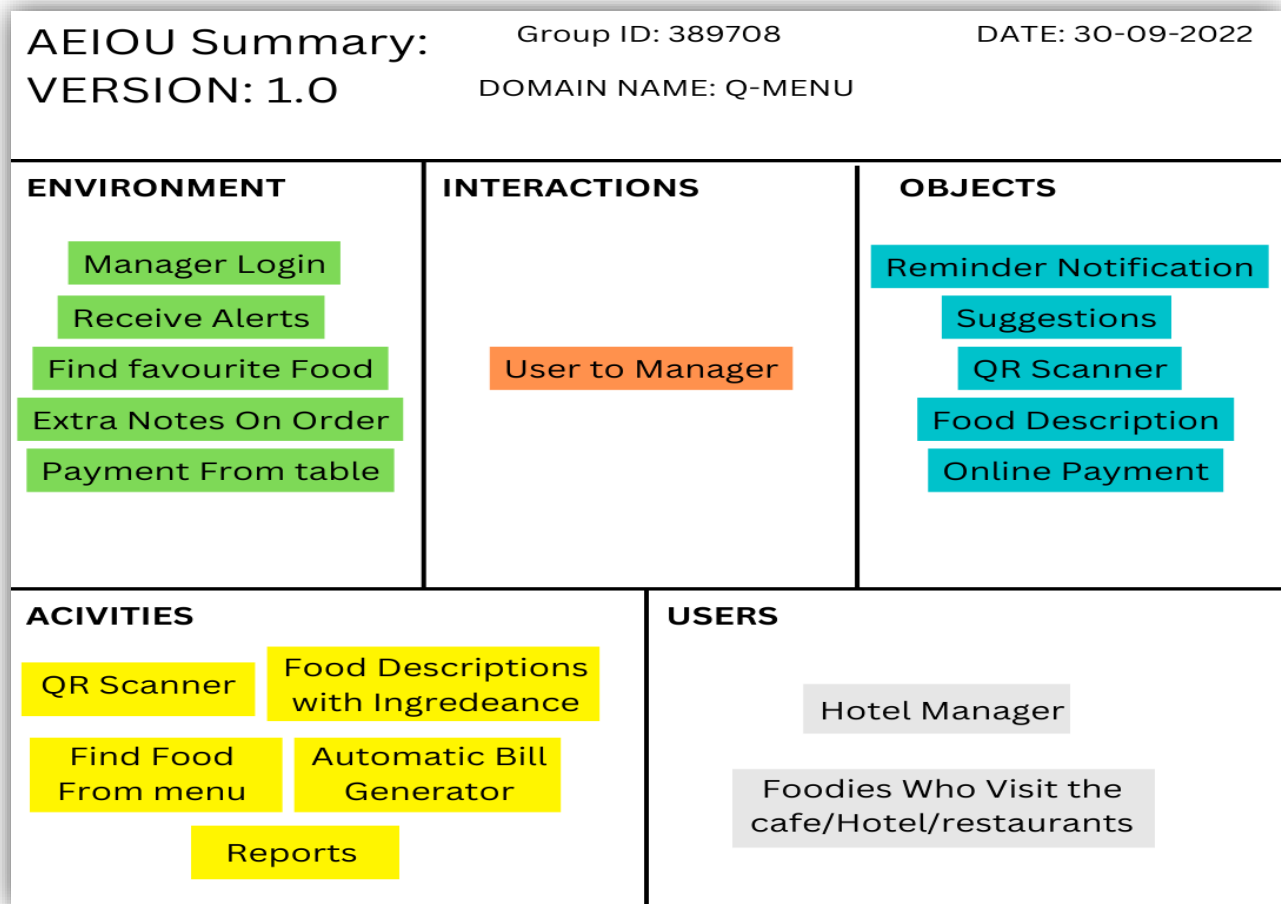 AEIOU Summary:
VERSION: 1.0
Group ID: 389708
DATE: 30-09-2022
DOMAIN NAME: Q-MENU
ENVIRONMENT
Manager Login
Receive Alerts
Find favourite Food
Extra Notes On Order
Payment From table
INTERACTIONS
User to Manager
OBJECTS
Reminder Notification
Suggestions
QR Scanner
Food Description
Online Payment
ACIVITIES
QR Scanner
Food Descriptions
with Ingredeance
Find Food
From menu
Automatic Bill
Generator
Reports
USERS
Hotel Manager
Foodies Who Visit the
cafe/Hotel/restaurants